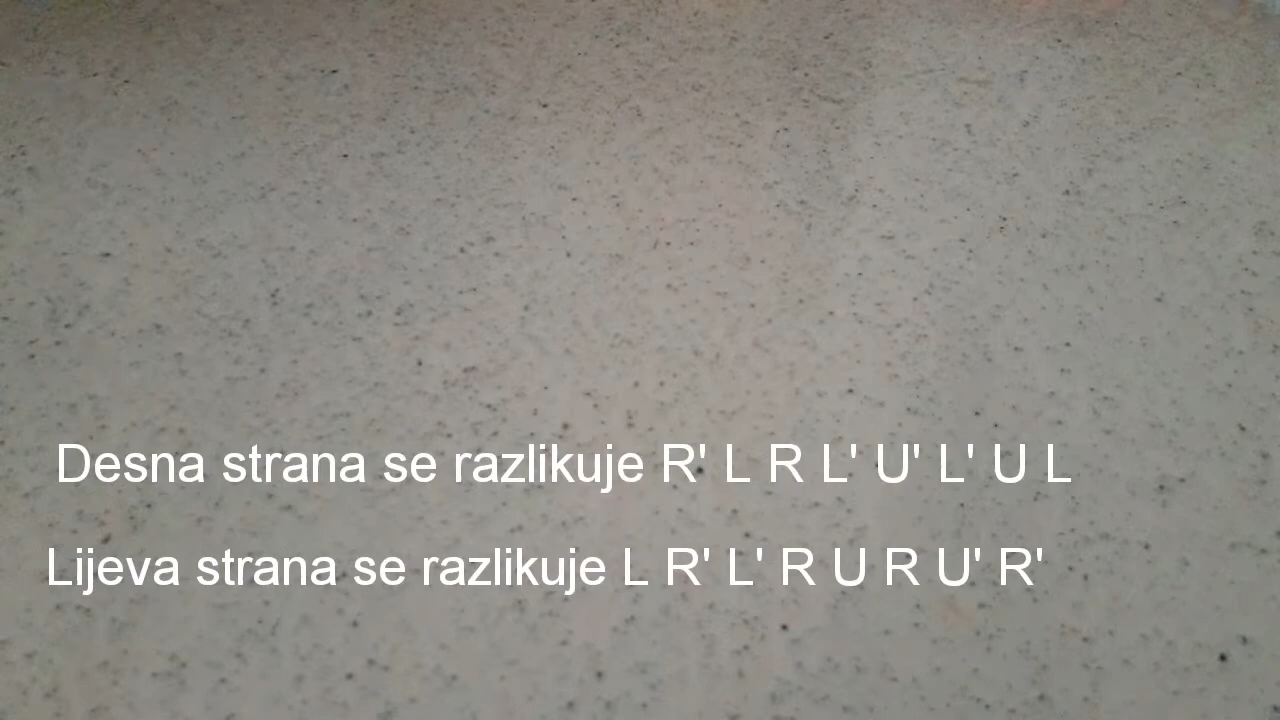 Desna strana se razlikuje R' L R L' U' L' U L
Lijeva strana se razlikuje L R' L' R U R U' R'